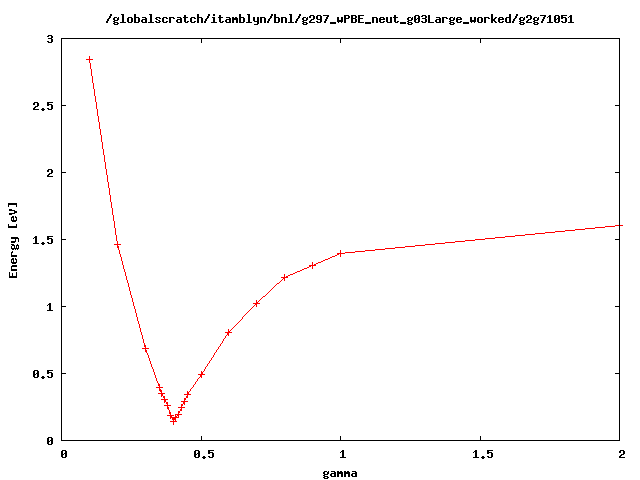 /globalscratch/itamblyn/bnl/g297_wPBE_neut_g03Large_worked/g2g71051
3
2.5
2
1.5
1
0.5
0
Energy [eV]
0 0.5 1 1.5 2
gamma